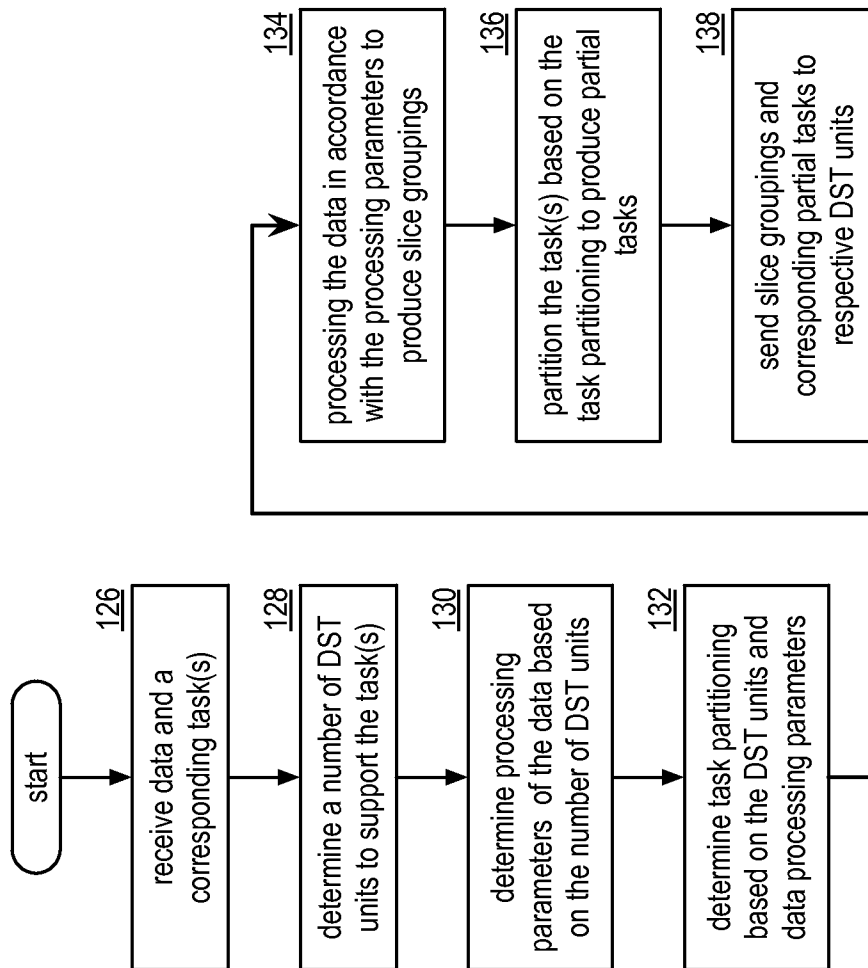 start
126
receive data and a
corresponding task(s)
128
determine a number of DST
units to support the task(s)
130
determine processing
parameters of the data based
on the number of DST units
132
determine task partitioning
based on the DST units and
data processing parameters
134
processing the data in accordance
with the processing parameters to
produce slice groupings
136
partition the task(s) based on the
task partitioning to produce partial
tasks
138
send slice groupings and
corresponding partial tasks to
respective DST units